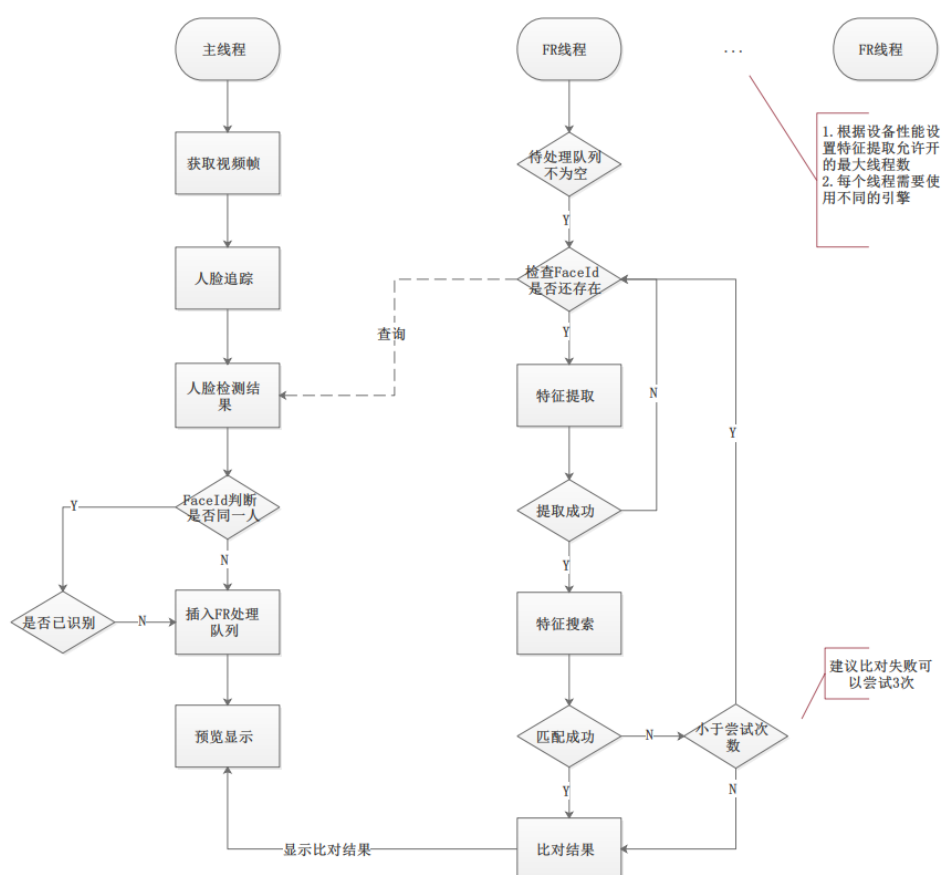 主线程
FR线程
...
FR线程
获取视频帧
待处理队列
不为空
1.根据设备性能设
置特征提取允许开
的最大线程数
2.每个线程需要使
用不同的引擎
Y
人脸追踪
检查FaceId
是否还存在
查询
Y
人脸检测结
果
特征提取
N
Y
FaceId判断
是否同一人
Y
提取成功
N
Y
是否已识别
N
插入FR处理
队列
特征搜索
建议比对失败可
以尝试3次
预览显示
匹配成功
N
小于尝试次
数
Y
N
显示比对结果
比对结果